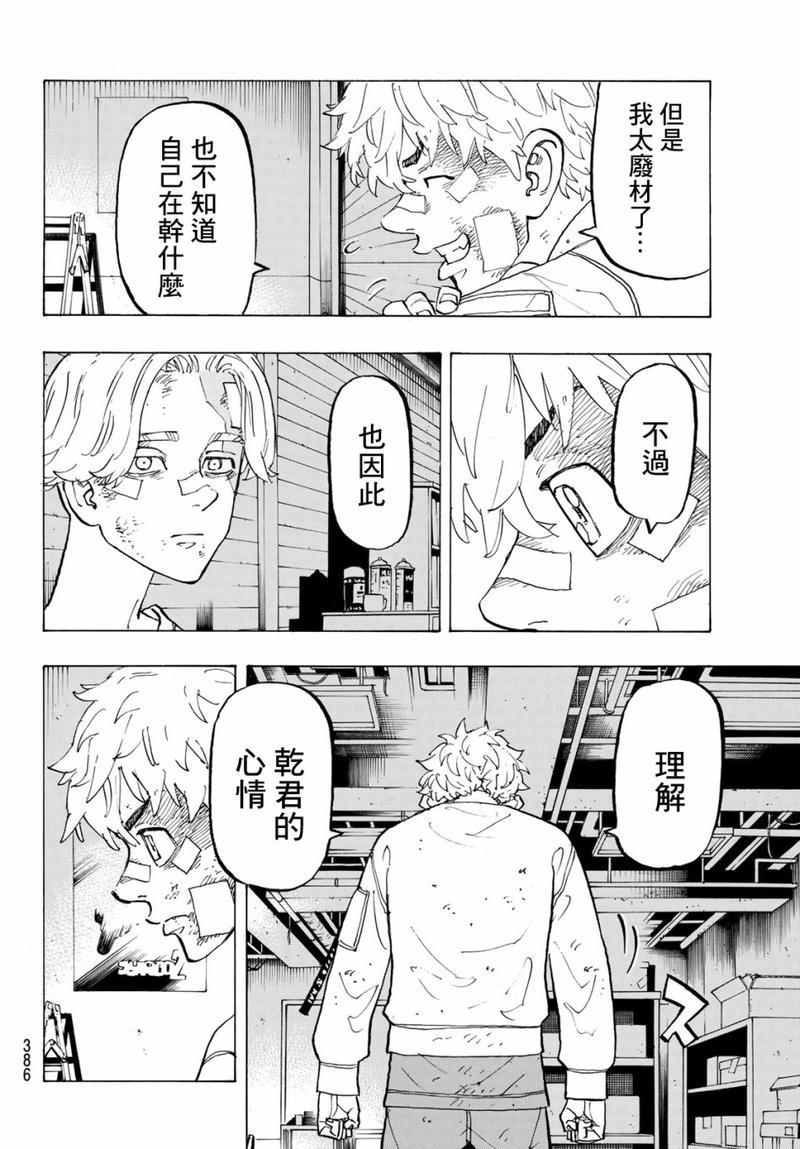 但是
我太廢材了…
也不知道
自己在幹什麼
不過
也因此
理解
乾君的
心情
ス
386